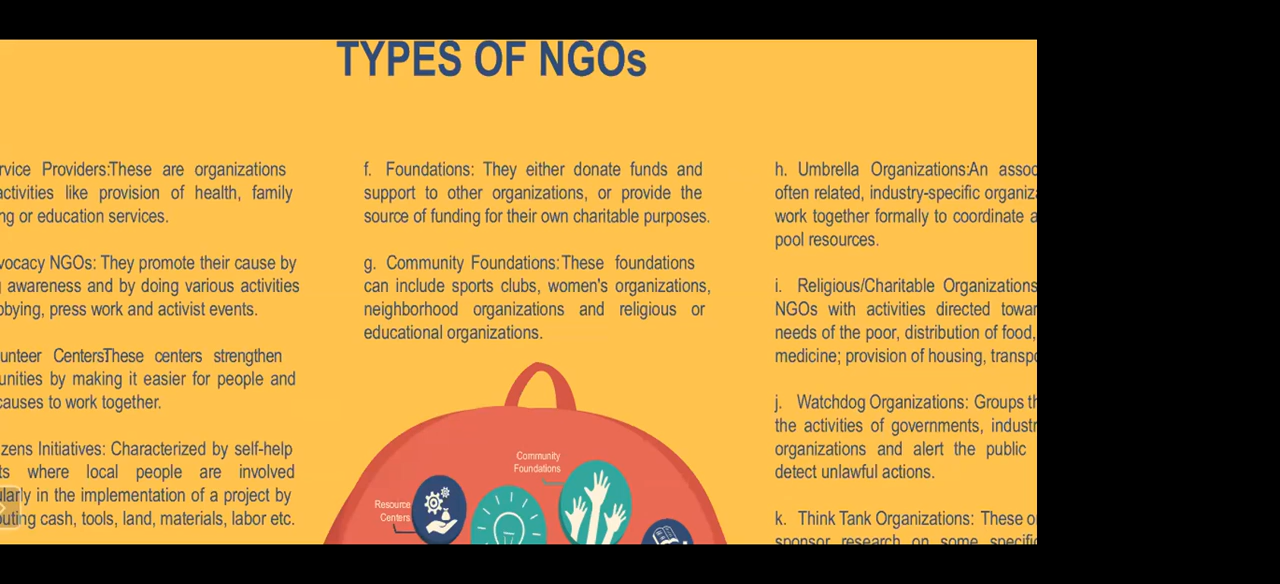 TYPES OF NGOs
rvice Providers:These are organizations
activities like provision of health, family
ng or education services.
vocacy NGOs: They promote their cause by
g awareness and by doing various activities
bbying, press work and activist events.
unteer CentersThese centers strengthen
unities by making it easier for people and
causes to work together.
zens Initiatives: Characterized by self-help
ts where local people are involved
ularly in the implementation of a project by
outing cash, tools, land, materials, labor etc.
f. Foundations: They either donate funds and
support to other organizations, or provide the
source of funding for their own charitable purposes.
g. Community Foundations:These foundations
can include sports clubs, women's organizations,
neighborhood organizations and religious or
educational organizations.
Community
Foundations
Resource
Centers
h. Umbrella Organizations:An assoc
often related, industry-specific organiza
work together formally to coordinate a
pool resources.
i. Religious/Charitable Organizations
NGOs with activities directed towar
needs of the poor, distribution of food,
medicine; provision of housing, transpo
j. Watchdog Organizations: Groups th
the activities of governments, industr
organizations and alert the public
detect unlawful actions.
k. Think Tank Organizations: These o
sponsor research on some specific